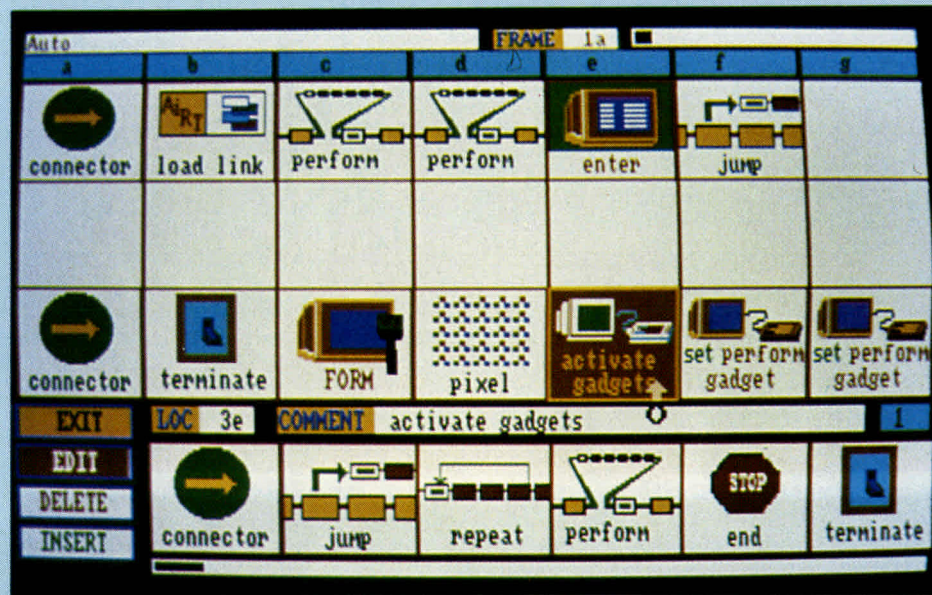 Auto FRAME 1a
a b c d e f g
AiRT
connector load link perform perform enter jump
connector terminate FORM pixel activate gadgets set perform gadget set perform gadget
EXIT LOC 3e COMMENT activate gadgets 1
EDIT
DELETE
INSERT
STOP
connector jump repeat perform end terminate